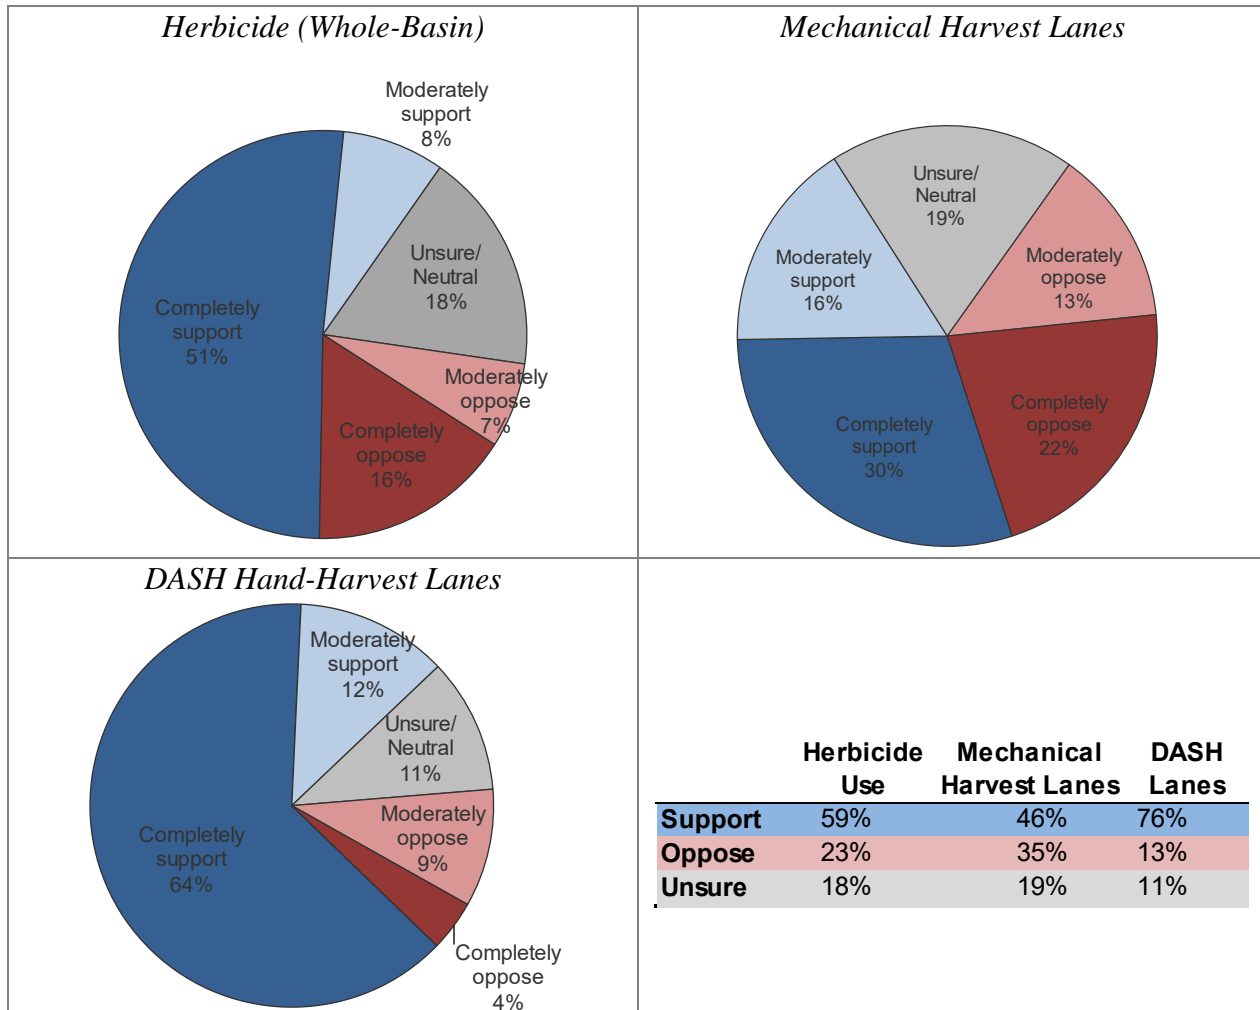 Herbicide (Whole-Basin)
Moderately
support
8%
Unsure/
Neutral
18%
Completely
support
51%
Moderately
oppose
7%
Completely
oppose
16%
Mechanical Harvest Lanes
Unsure/
Neutral
19%
Moderately
support
16%
Moderately
oppose
13%
Completely
oppose
22%
Completely
support
30%
DASH Hand-Harvest Lanes
Moderately
support
12%
Unsure/
Neutral
11%
Moderately
oppose
9%
Completely
support
64%
Completely
oppose
4%
Herbicide Mechanical DASH
Use Harvest Lanes Lanes
Support 59% 46% 76%
Oppose 23% 35% 13%
Unsure 18% 19% 11%